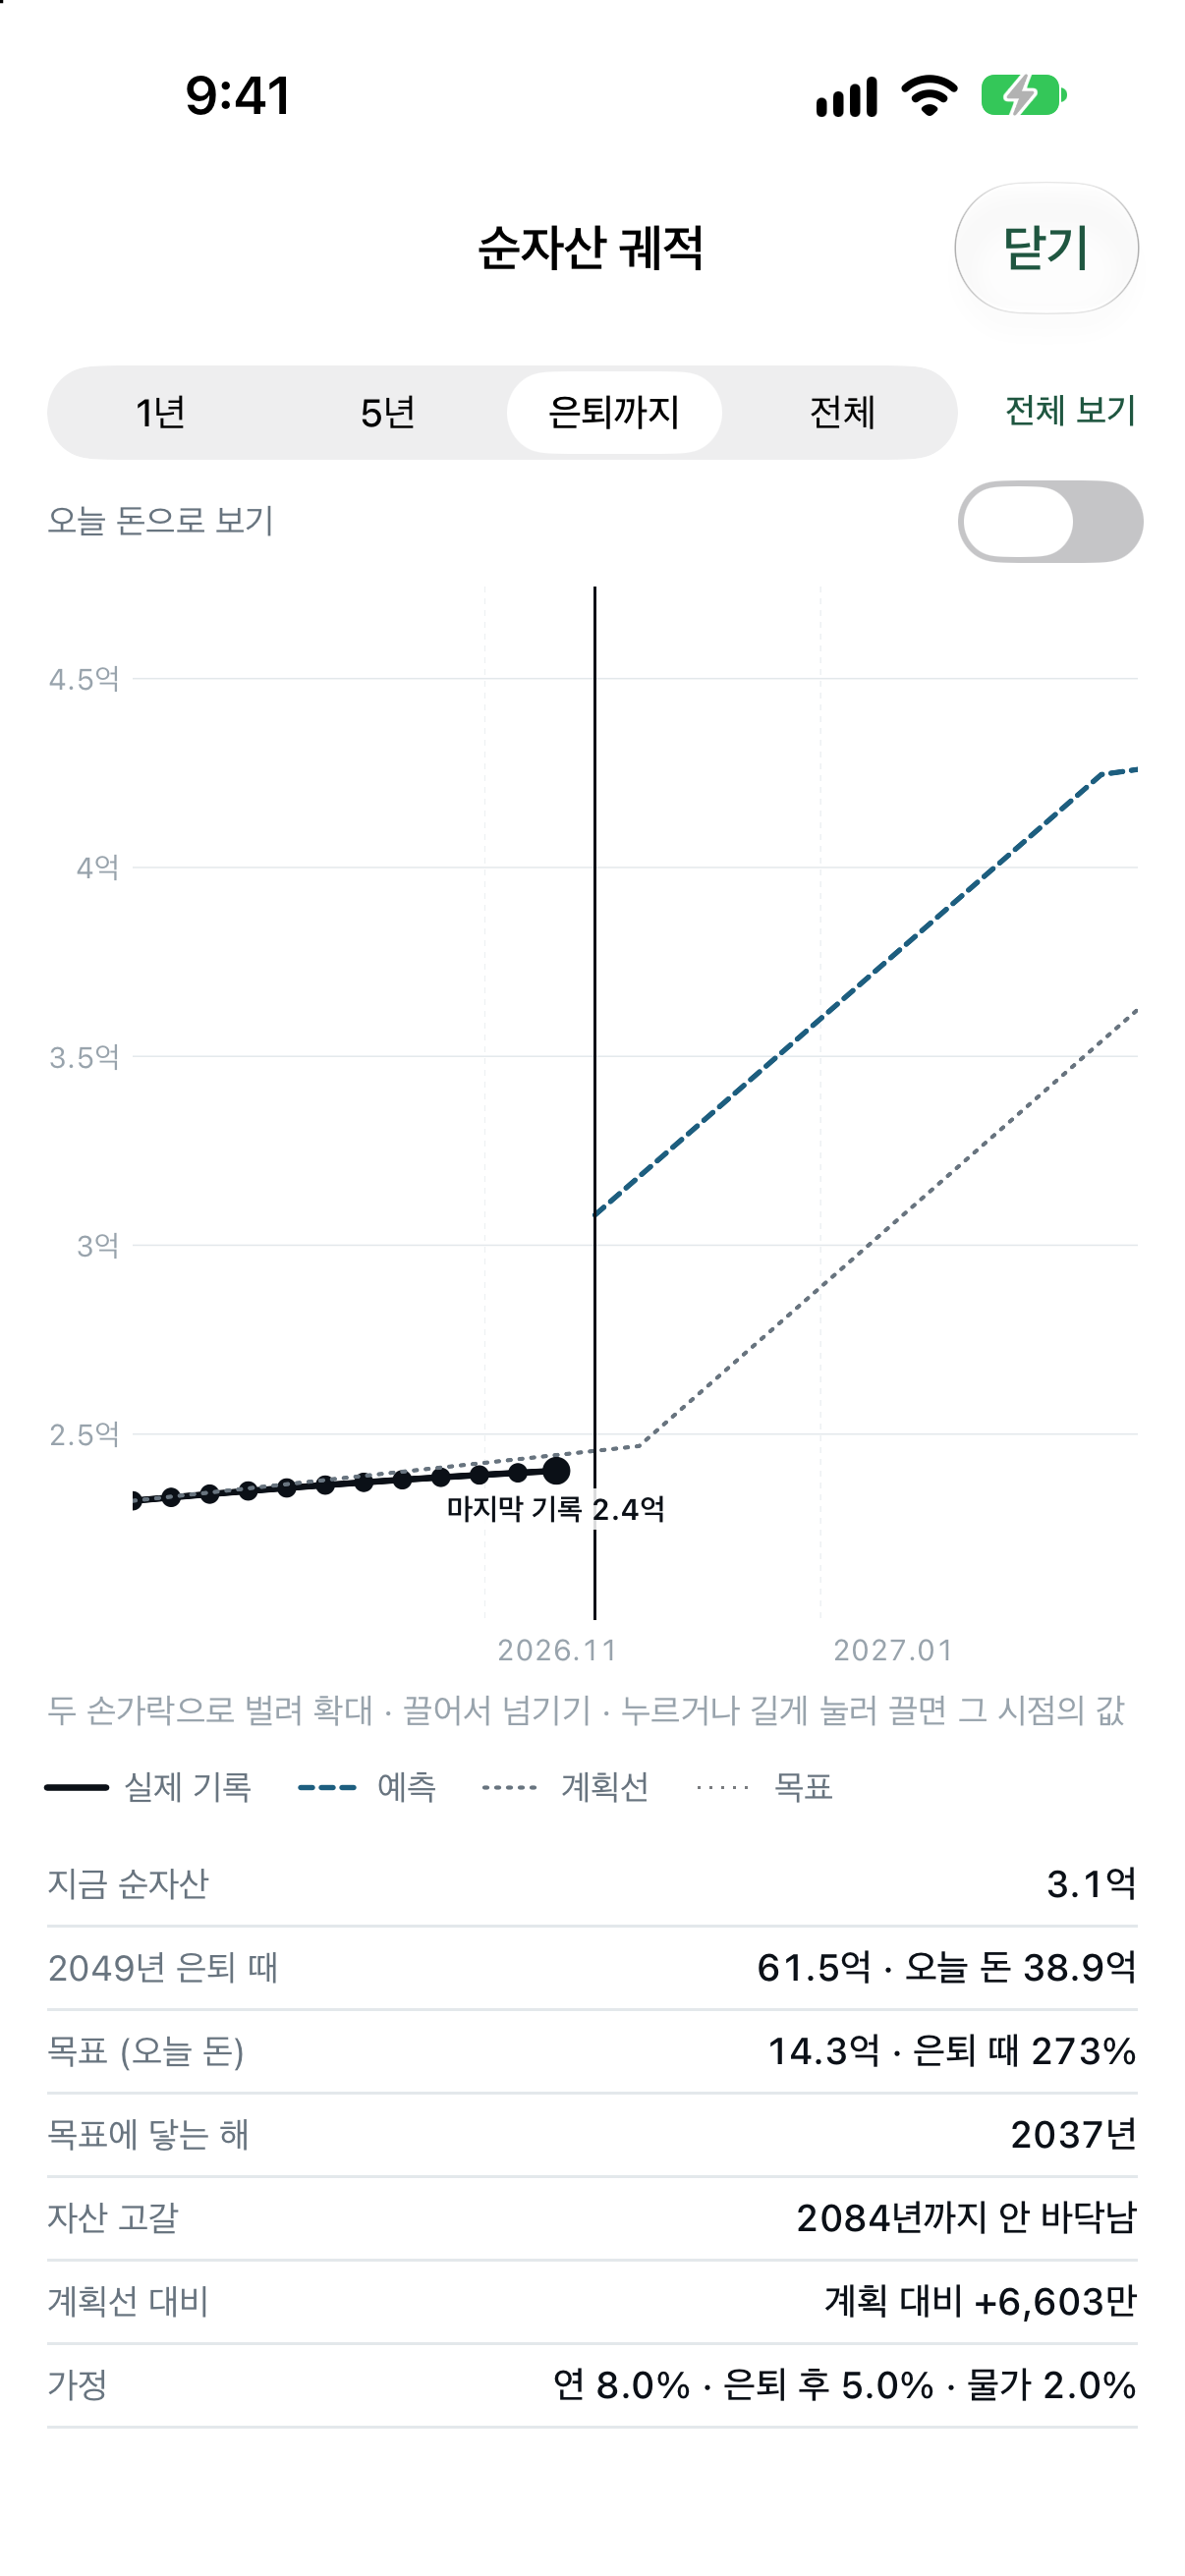 9:41
순자산 궤적
닫기
1년 5년 은퇴까지 전체 전체 보기
오늘 돈으로 보기
4.5억
4억
3.5억
3억
2.5억
마지막 기록 2.4억
2026.11 2027.01
두 손가락으로 벌려 확대 · 끌어서 넘기기 · 누르거나 길게 눌러 끌면 그 시점의 값
실제 기록 예측 계획선 목표
지금 순자산 3.1억
2049년 은퇴 때 61.5억 · 오늘 돈 38.9억
목표 (오늘 돈) 14.3억 · 은퇴 때 273%
목표에 닿는 해 2037년
자산 고갈 2084년까지 안 바닥남
계획선 대비 계획 대비 +6,603만
가정 연 8.0% · 은퇴 후 5.0% · 물가 2.0%